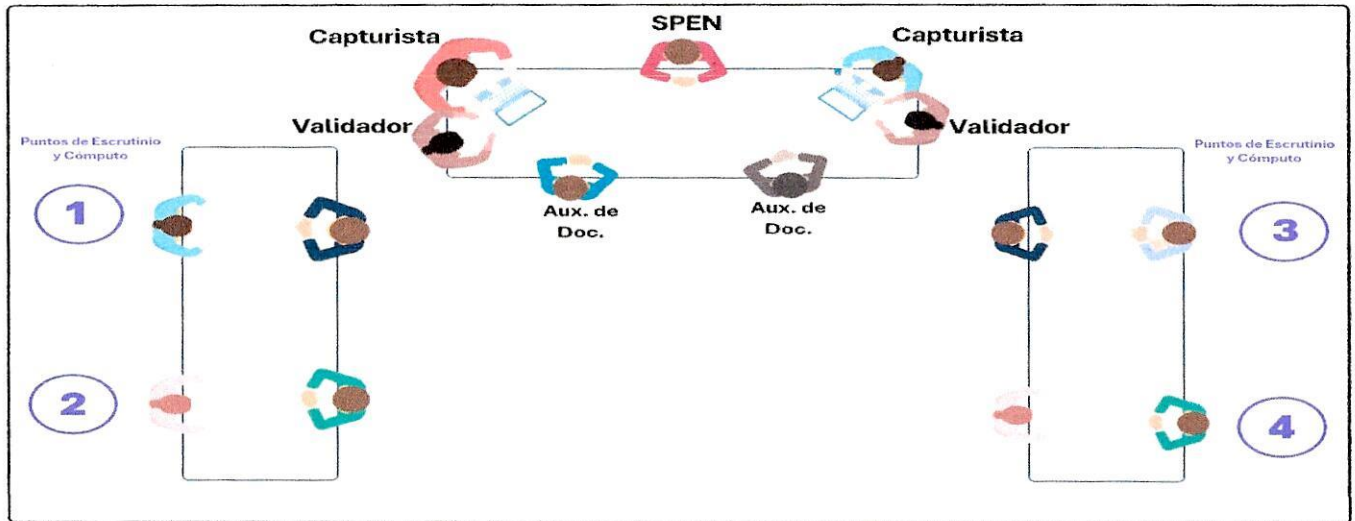 SPEN
Capturista
Capturista
Validador
Validador
Puntos de Escrutinio
y Cómputo
Puntos de Escrutinio
y Cómputo
1
Aux. de
Doc.
Aux. de
Doc.
3
2
4